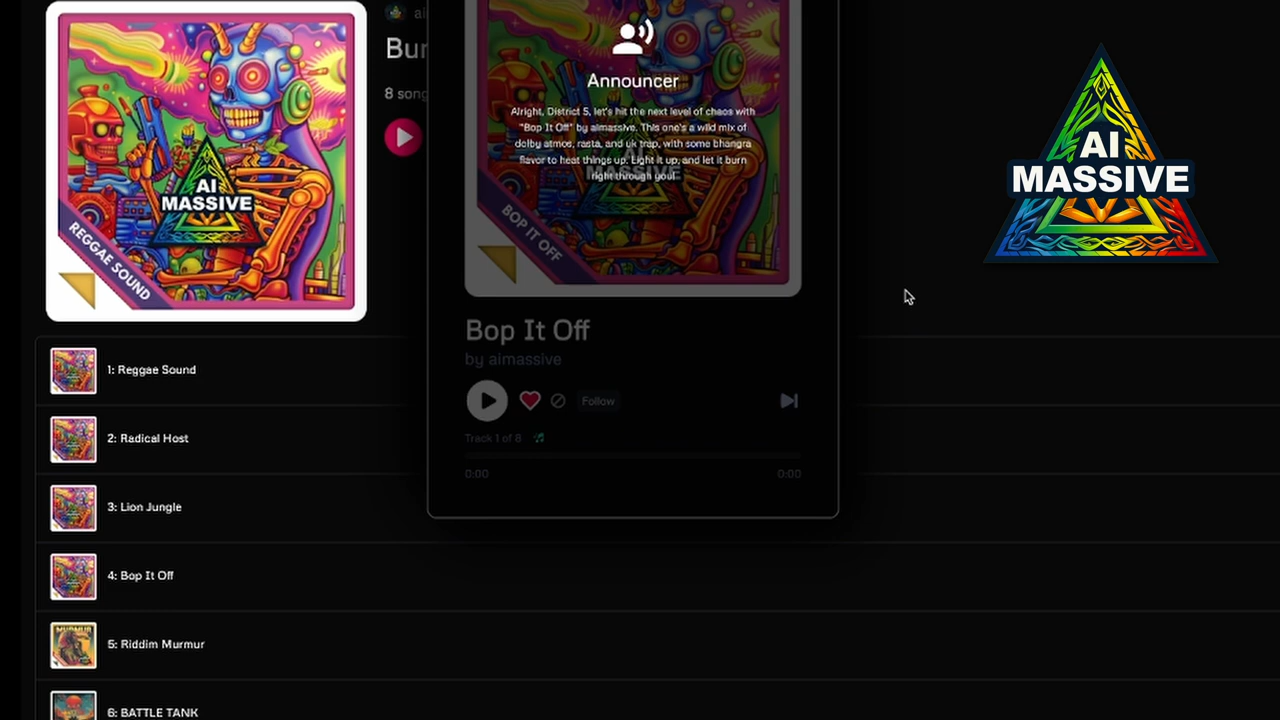 AI
MASSIVE
REGGAE SOUND
ai
Bur
8 song
Announcer
Alright, District 5, let's hit the next level of chaos with
"Bop It Off" by aimassive. This one's a wild mix of
dolby atmos, rasta, and uk trap, with some bhangra
flavor to heat things up. Light it up, and let it burn
right through you!
BOP IT OFF
Bop It Off
by aimassive
Follow
Track 1 of 8
0:00
0:00
AI
MASSIVE
1: Reggae Sound
2: Radical Host
3: Lion Jungle
4: Bop It Off
5: Riddim Murmur
6: BATTLE TANK